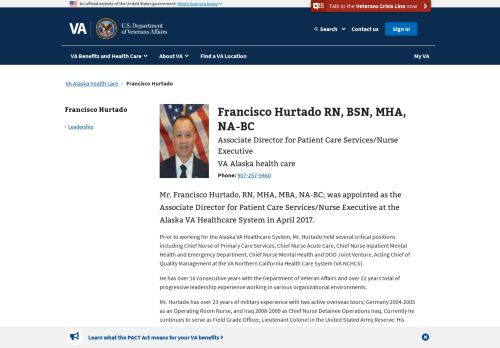 An official website of the United States government Here's how you know
Talk to the Veterans Crisis Line now
VA
U.S. Department
of Veterans Affairs
Search
Contact us
Sign in
VA Benefits and Health Care
About VA
Find a VA Location
My VA
VA Alaska health care › Francisco Hurtado
Francisco Hurtado
Leadership
Francisco Hurtado RN, BSN, MHA,
NA-BC
Associate Director for Patient Care Services/Nurse
Executive
VA Alaska health care
Phone: 907-257-5460
Mr. Francisco Hurtado, RN, MHA, MBA, NA-BC; was appointed as the
Associate Director for Patient Care Services/Nurse Executive at the
Alaska VA Healthcare System in April 2017.
Prior to working for the Alaska VA Healthcare System, Mr. Hurtado held several critical positions
including Chief Nurse of Primary Care Services, Chief Nurse Acute Care, Chief Nurse Inpatient Mental
Health and Emergency Department, Chief Nurse Mental Health and DOD Joint Venture, Acting Chief of
Quality Management at the VA Northern California Health Care System (VA NCHCS).
He has over 16 consecutive years with the Department of Veteran Affairs and over 22 years total of
progressive leadership experience working in various organizational environments.
Mr. Hurtado has over 23 years of military experience with two active overseas tours; Germany 2004-2005
as an Operating Room Nurse, and Iraq 2008-2009 as Chief Nurse Detainee Operations Iraq. Currently he
continues to serve as Field Grade Officer, Lieutenant Colonel in the United Stated Army Reserve. His
Learn what the PACT Act means for your VA benefits